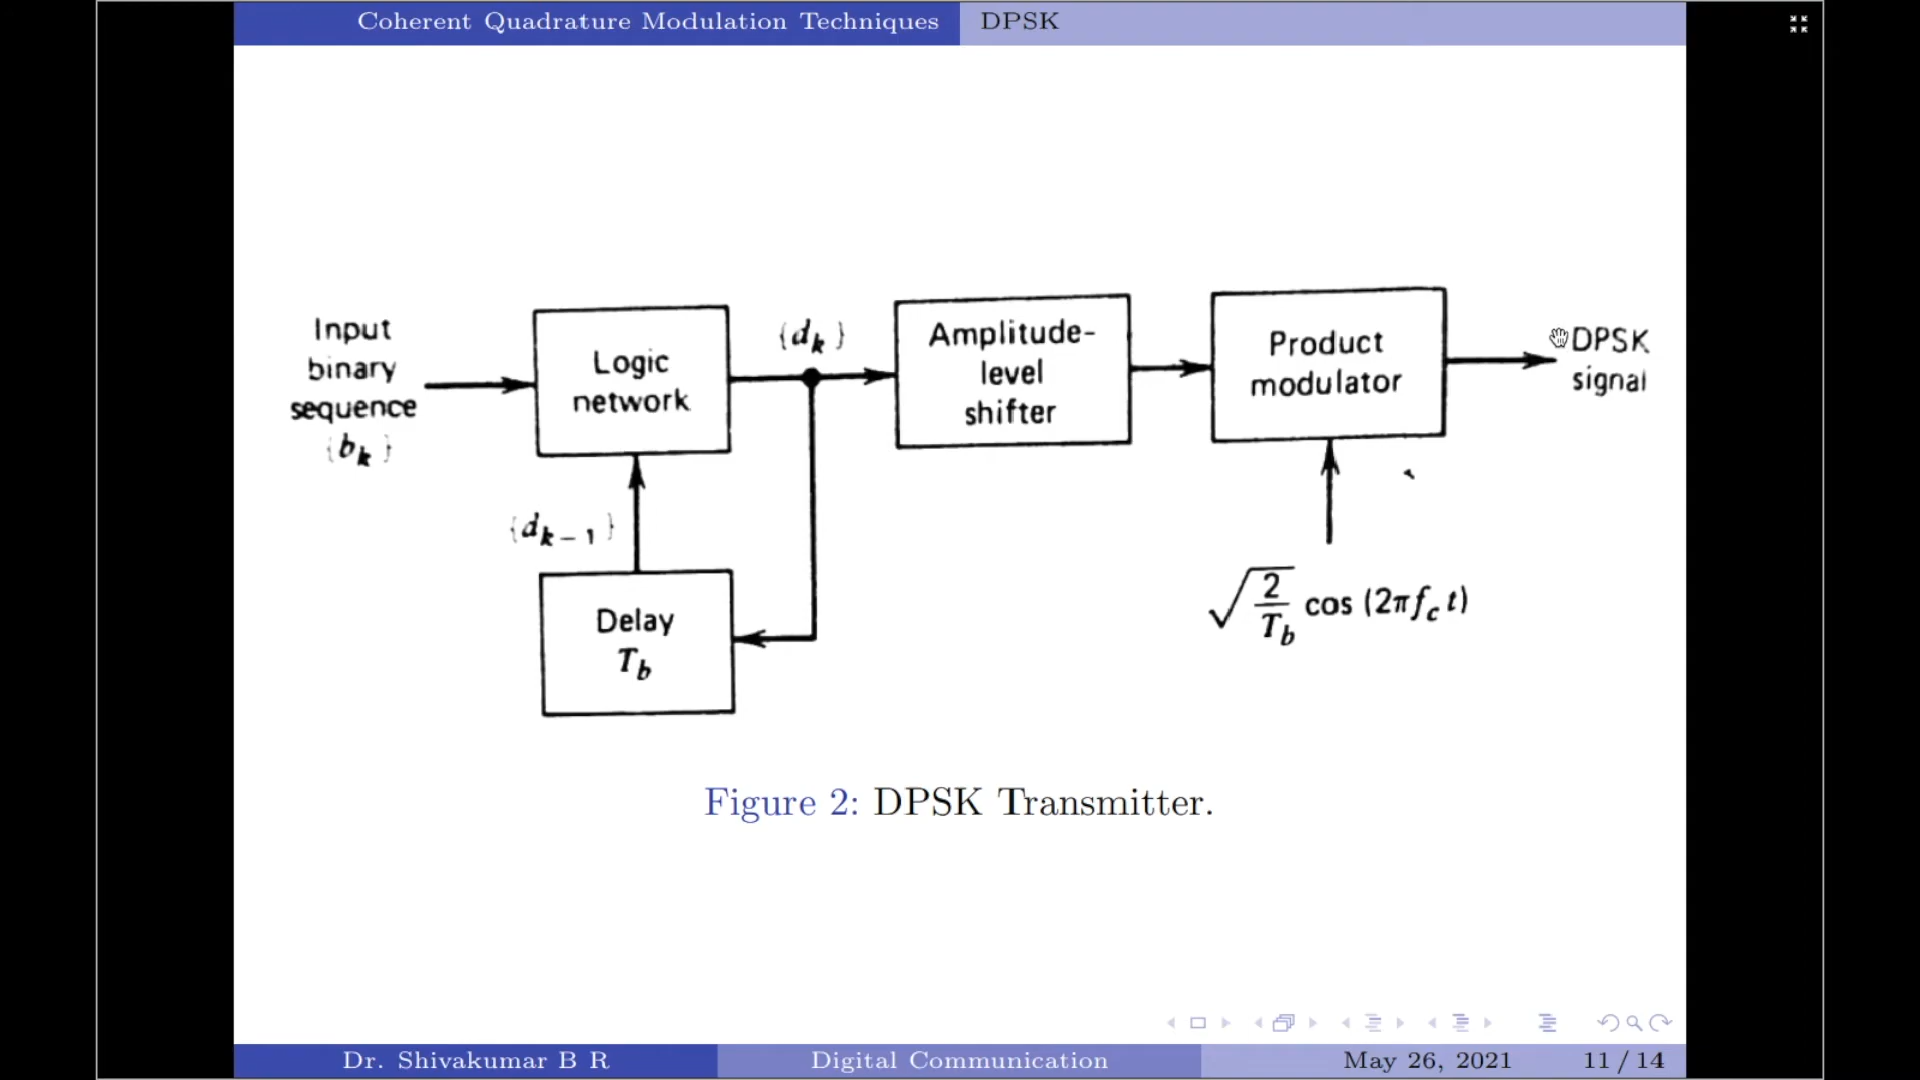 Coherent Quadrature Modulation Techniques DPSK
Input
binary
sequence
{b_k}
Logic
network
{d_k}
Amplitude-
level
shifter
Product
modulator
DPSK
signal
{d_{k-1}}
Delay
T_b
√(2/T_b) cos (2πf_c t)
Figure 2: DPSK Transmitter.
Dr. Shivakumar B R Digital Communication May 26, 2021 11 / 14